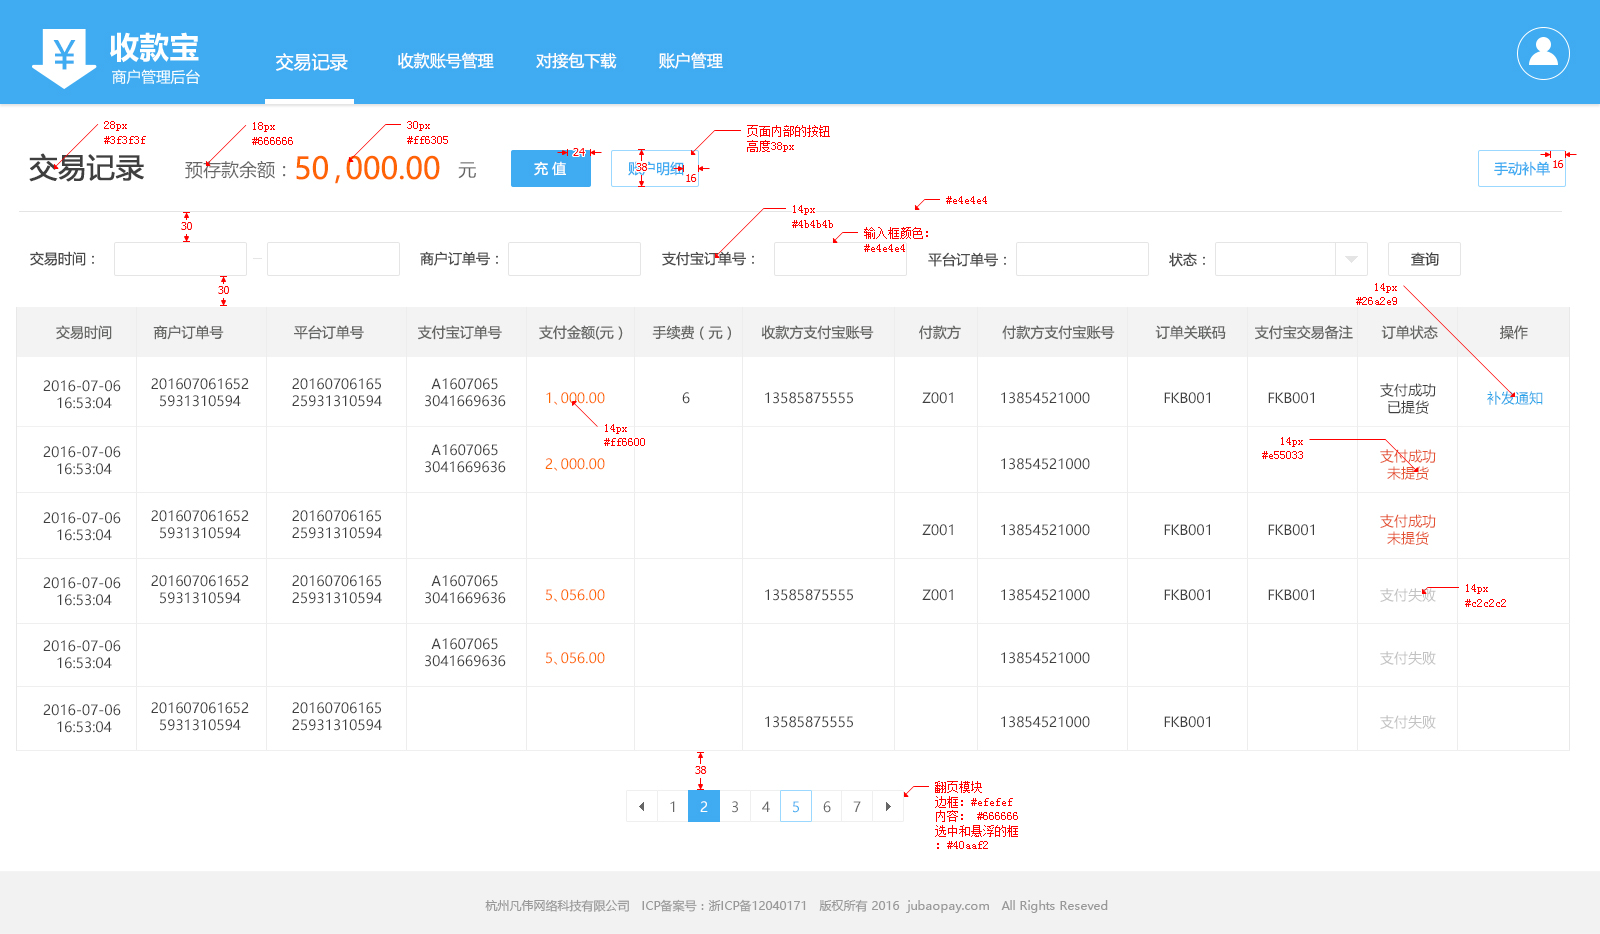 收款宝
商户管理后台
交易记录 收款账号管理 对接包下载 账户管理
28px
#3f3f3f
18px
#666666
30px
#ff6305
页面内部的按钮
高度38px
交易记录 预存款余额： 50,000.00 元 充 值 账户明细 手动补单
24
38
16
16
#e4e4e4
30
14px
#4b4b4b
输入框颜色：
#e4e4e4
交易时间： – 商户订单号： 支付宝订单号： 平台订单号： 状态： 查询
30
14px
#26a2e9
交易时间 商户订单号 平台订单号 支付宝订单号 支付金额(元） 手续费（ 元） 收款方支付宝账号 付款方 付款方支付宝账号 订单关联码 支付宝交易备注 订单状态 操作
2016-07-06 201607061652 20160706165 A1607065 支付成功
16:53:04 5931310594 25931310594 3041669636 1、000.00 6 13585875555 Z001 13854521000 FKB001 FKB001 已提货 补发通知
14px
#ff6600
14px
#e55033
2016-07-06 A1607065 支付成功
16:53:04 3041669636 2、000.00 13854521000 未提货
2016-07-06 201607061652 20160706165 支付成功
16:53:04 5931310594 25931310594 Z001 13854521000 FKB001 FKB001 未提货
2016-07-06 201607061652 20160706165 A1607065
16:53:04 5931310594 25931310594 3041669636 5、056.00 13585875555 Z001 13854521000 FKB001 FKB001 支付失败
14px
#c2c2c2
2016-07-06 A1607065
16:53:04 3041669636 5、056.00 13854521000 支付失败
2016-07-06 201607061652 20160706165
16:53:04 5931310594 25931310594 13585875555 13854521000 FKB001 支付失败
38
1 2 3 4 5 6 7
翻页模块
边框：#efefef
内容： #666666
选中和悬浮的框
：#40aaf2
杭州凡伟网络科技有限公司 ICP备案号：浙ICP备12040171 版权所有 2016 jubaopay.com All Rights Reseved